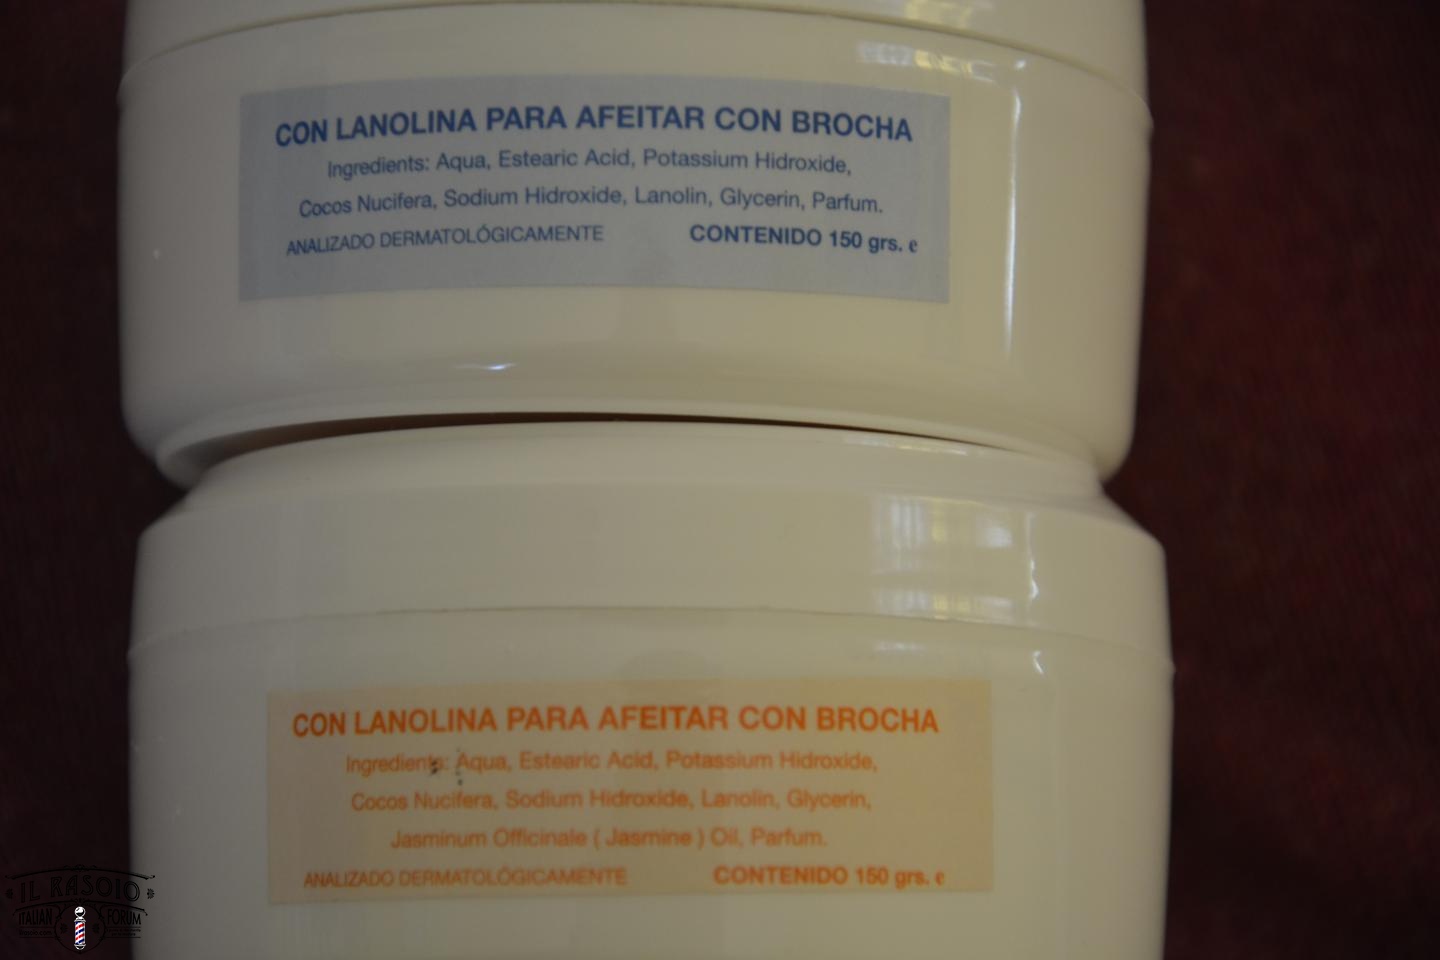 CON LANOLINA PARA AFEITAR CON BROCHA
Ingredients: Aqua, Estearic Acid, Potassium Hidroxide,
Cocos Nucifera, Sodium Hidroxide, Lanolin, Glycerin, Parfum.
ANALIZADO DERMATOLÓGICAMENTE CONTENIDO 150 grs. e
CON LANOLINA PARA AFEITAR CON BROCHA
Ingredients: Aqua, Estearic Acid, Potassium Hidroxide,
Cocos Nucifera, Sodium Hidroxide, Lanolin, Glycerin,
Jasminum Officinale ( Jasmine ) Oil, Parfum.
ANALIZADO DERMATOLÓGICAMENTE CONTENIDO 150 grs. e
IL RASOIO
ITALIAN FORUM